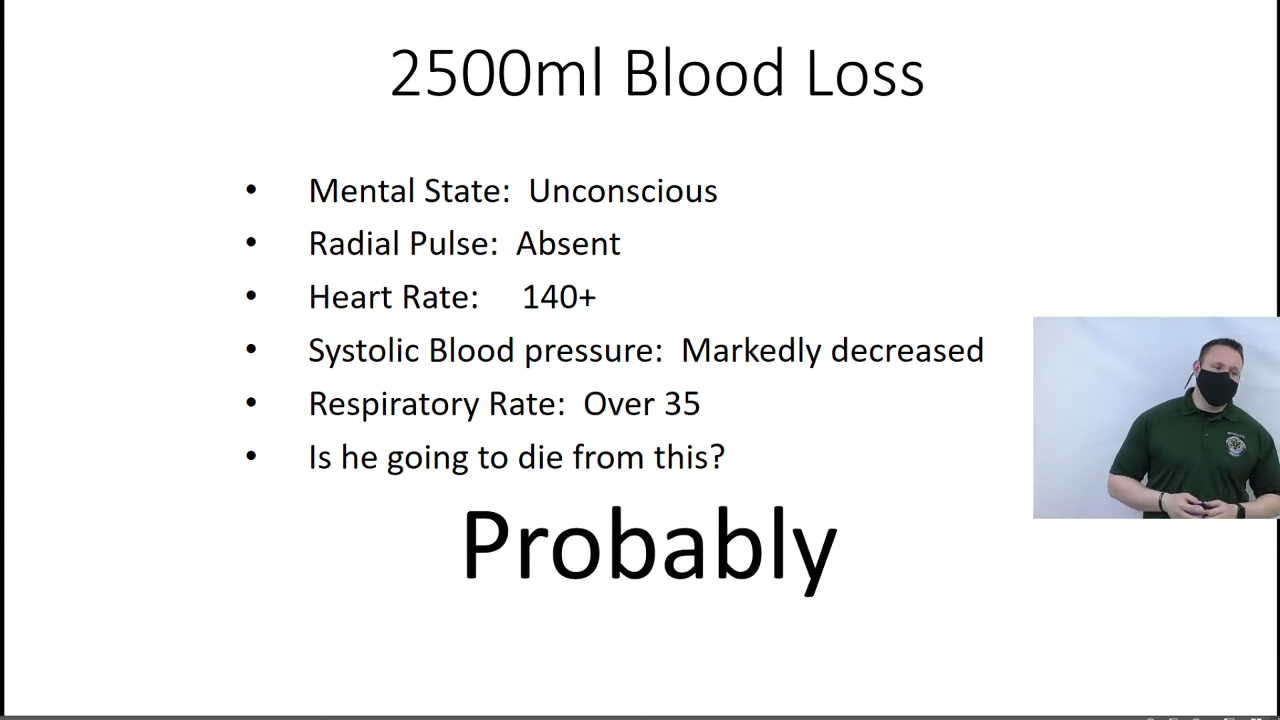 2500ml Blood Loss
• Mental State: Unconscious
• Radial Pulse: Absent
• Heart Rate: 140+
• Systolic Blood pressure: Markedly decreased
• Respiratory Rate: Over 35
• Is he going to die from this?
Probably